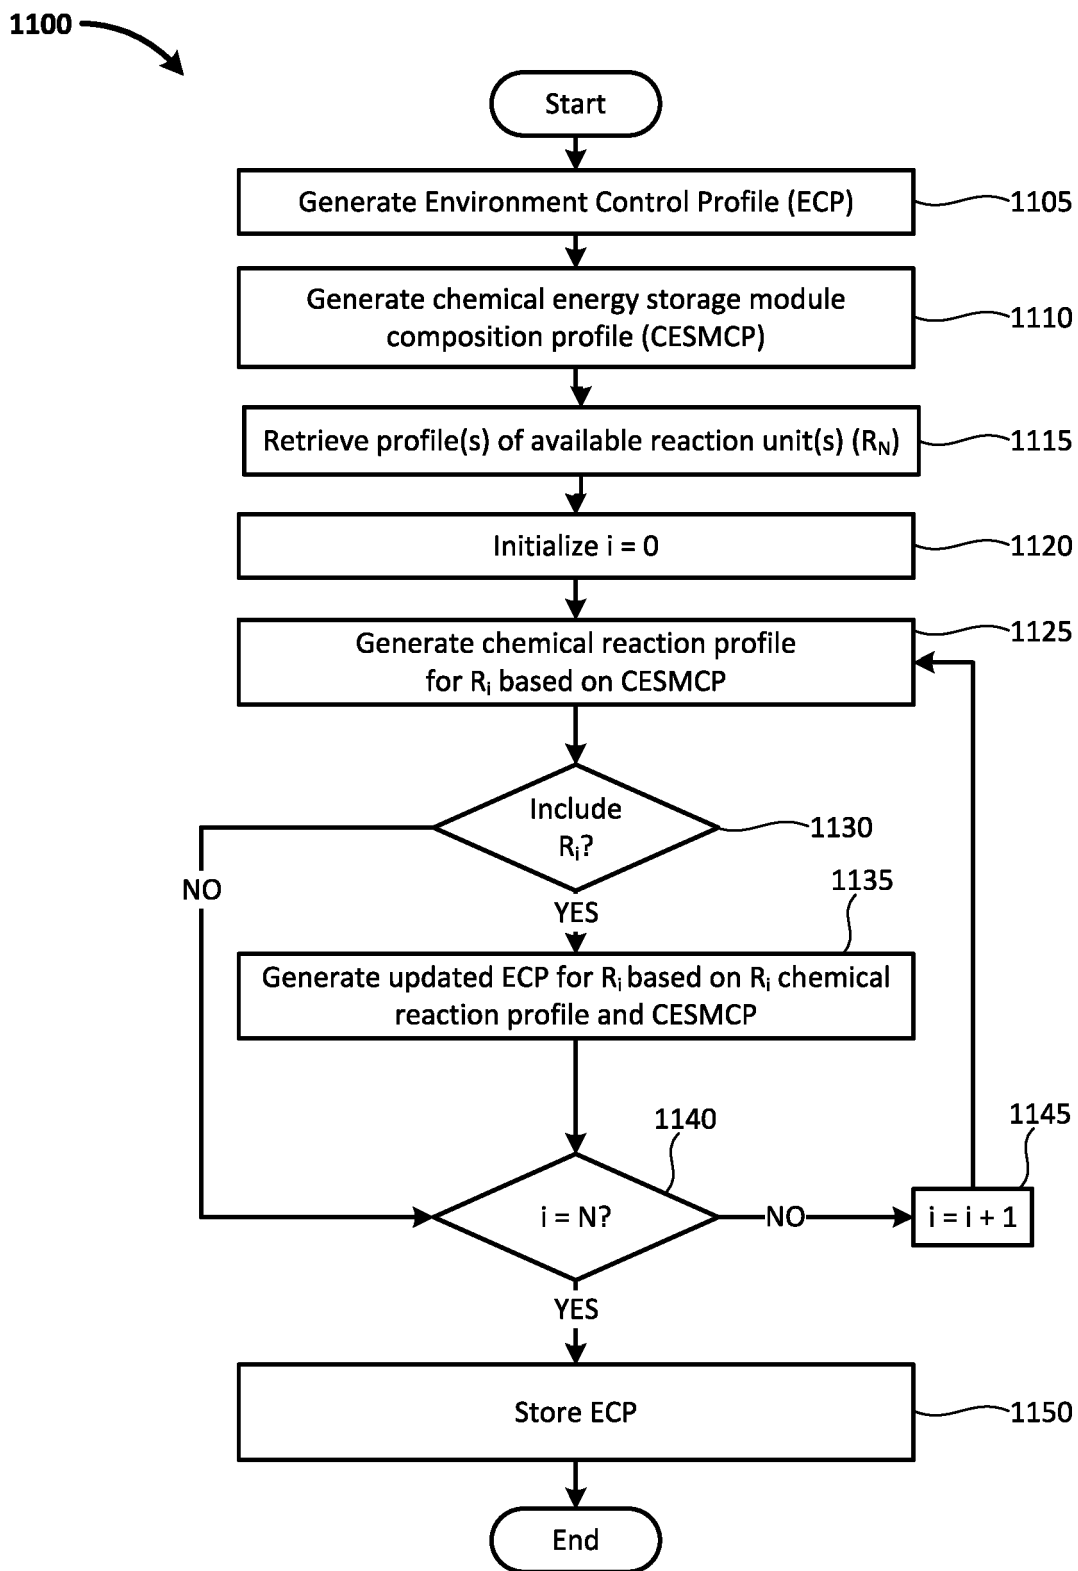 1100
Start
Generate Environment Control Profile (ECP)
1105
Generate chemical energy storage module
composition profile (CESMCP)
1110
Retrieve profile(s) of available reaction unit(s) (RN)
1115
Initialize i = 0
1120
Generate chemical reaction profile
for Ri based on CESMCP
1125
Include
Ri?
1130
NO
YES
1135
Generate updated ECP for Ri based on Ri chemical
reaction profile and CESMCP
1140
i = N?
NO
1145
i = i + 1
YES
Store ECP
1150
End